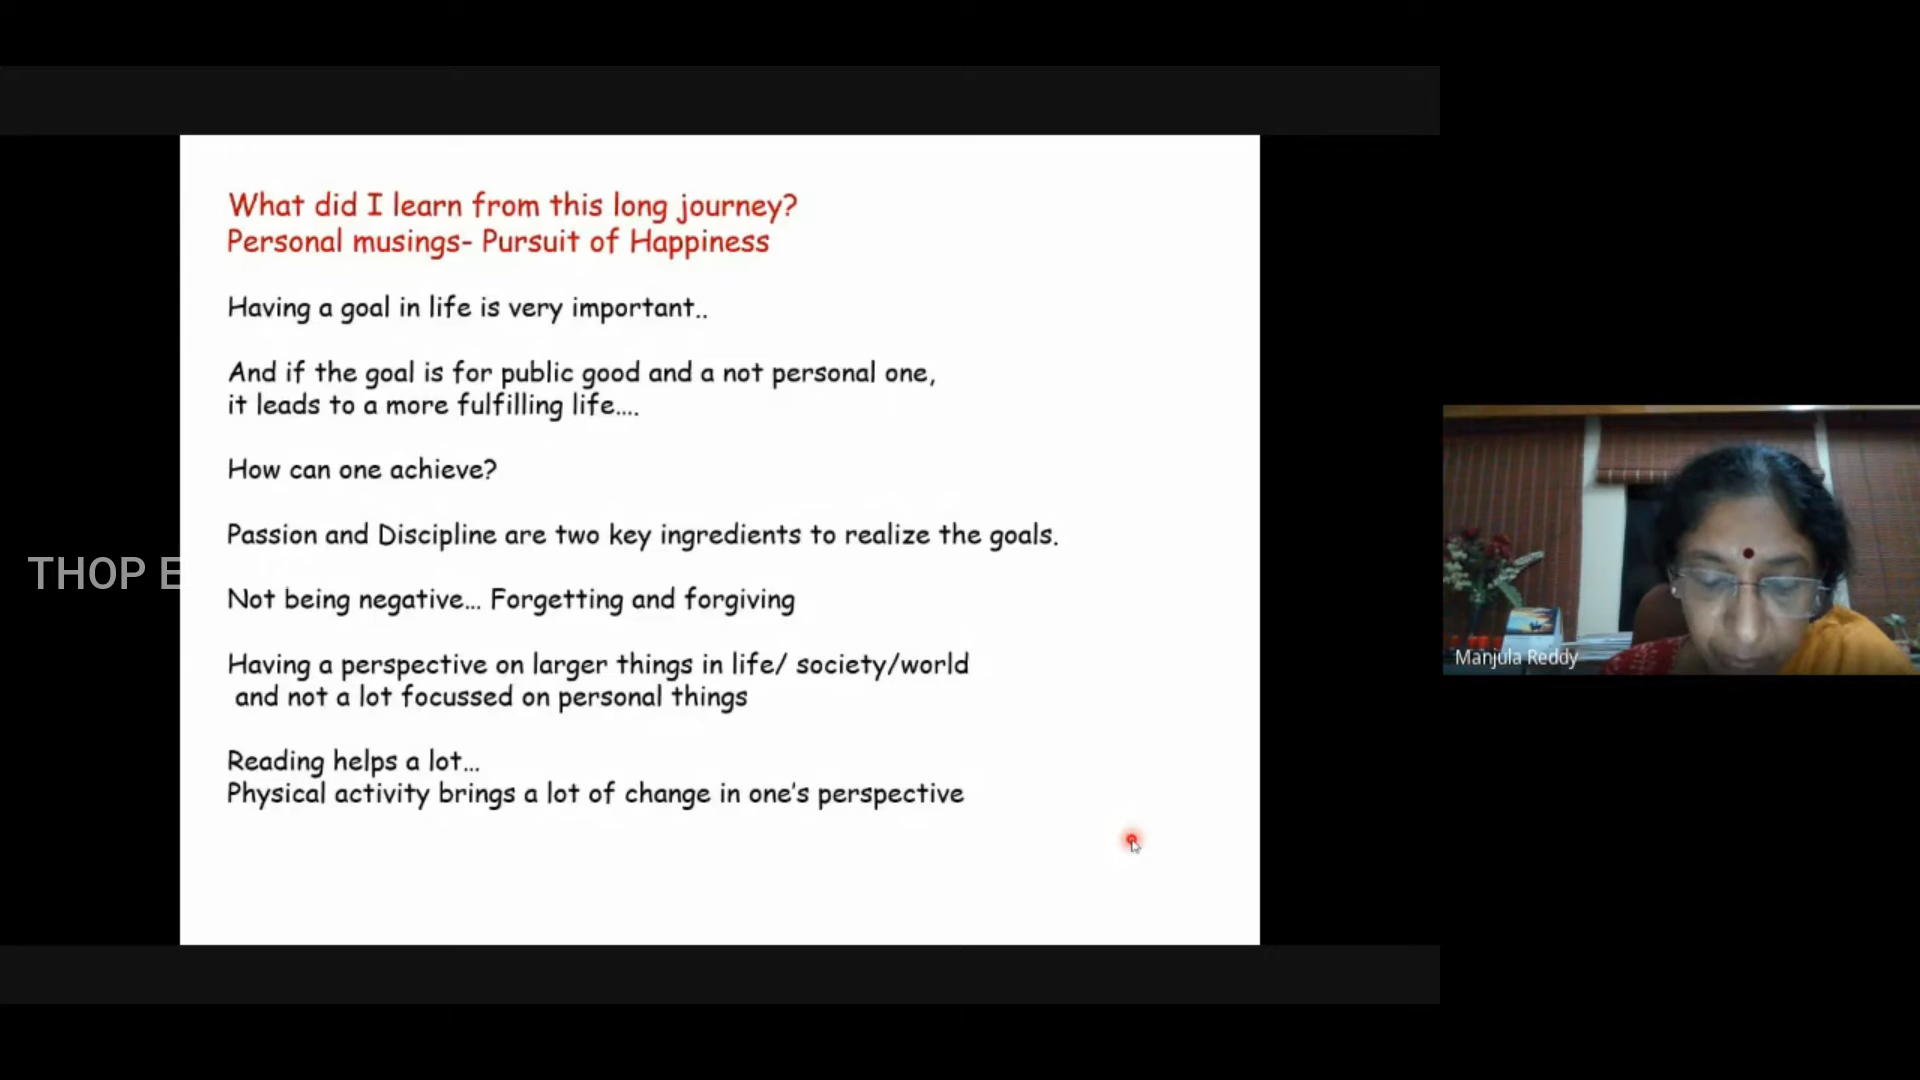 What did I learn from this long journey?
Personal musings- Pursuit of Happiness
Having a goal in life is very important..
And if the goal is for public good and a not personal one,
it leads to a more fulfilling life....
How can one achieve?
Passion and Discipline are two key ingredients to realize the goals.
THOP E
Not being negative... Forgetting and forgiving
Having a perspective on larger things in life/ society/world
and not a lot focussed on personal things
Manjula Reddy
Reading helps a lot...
Physical activity brings a lot of change in one's perspective